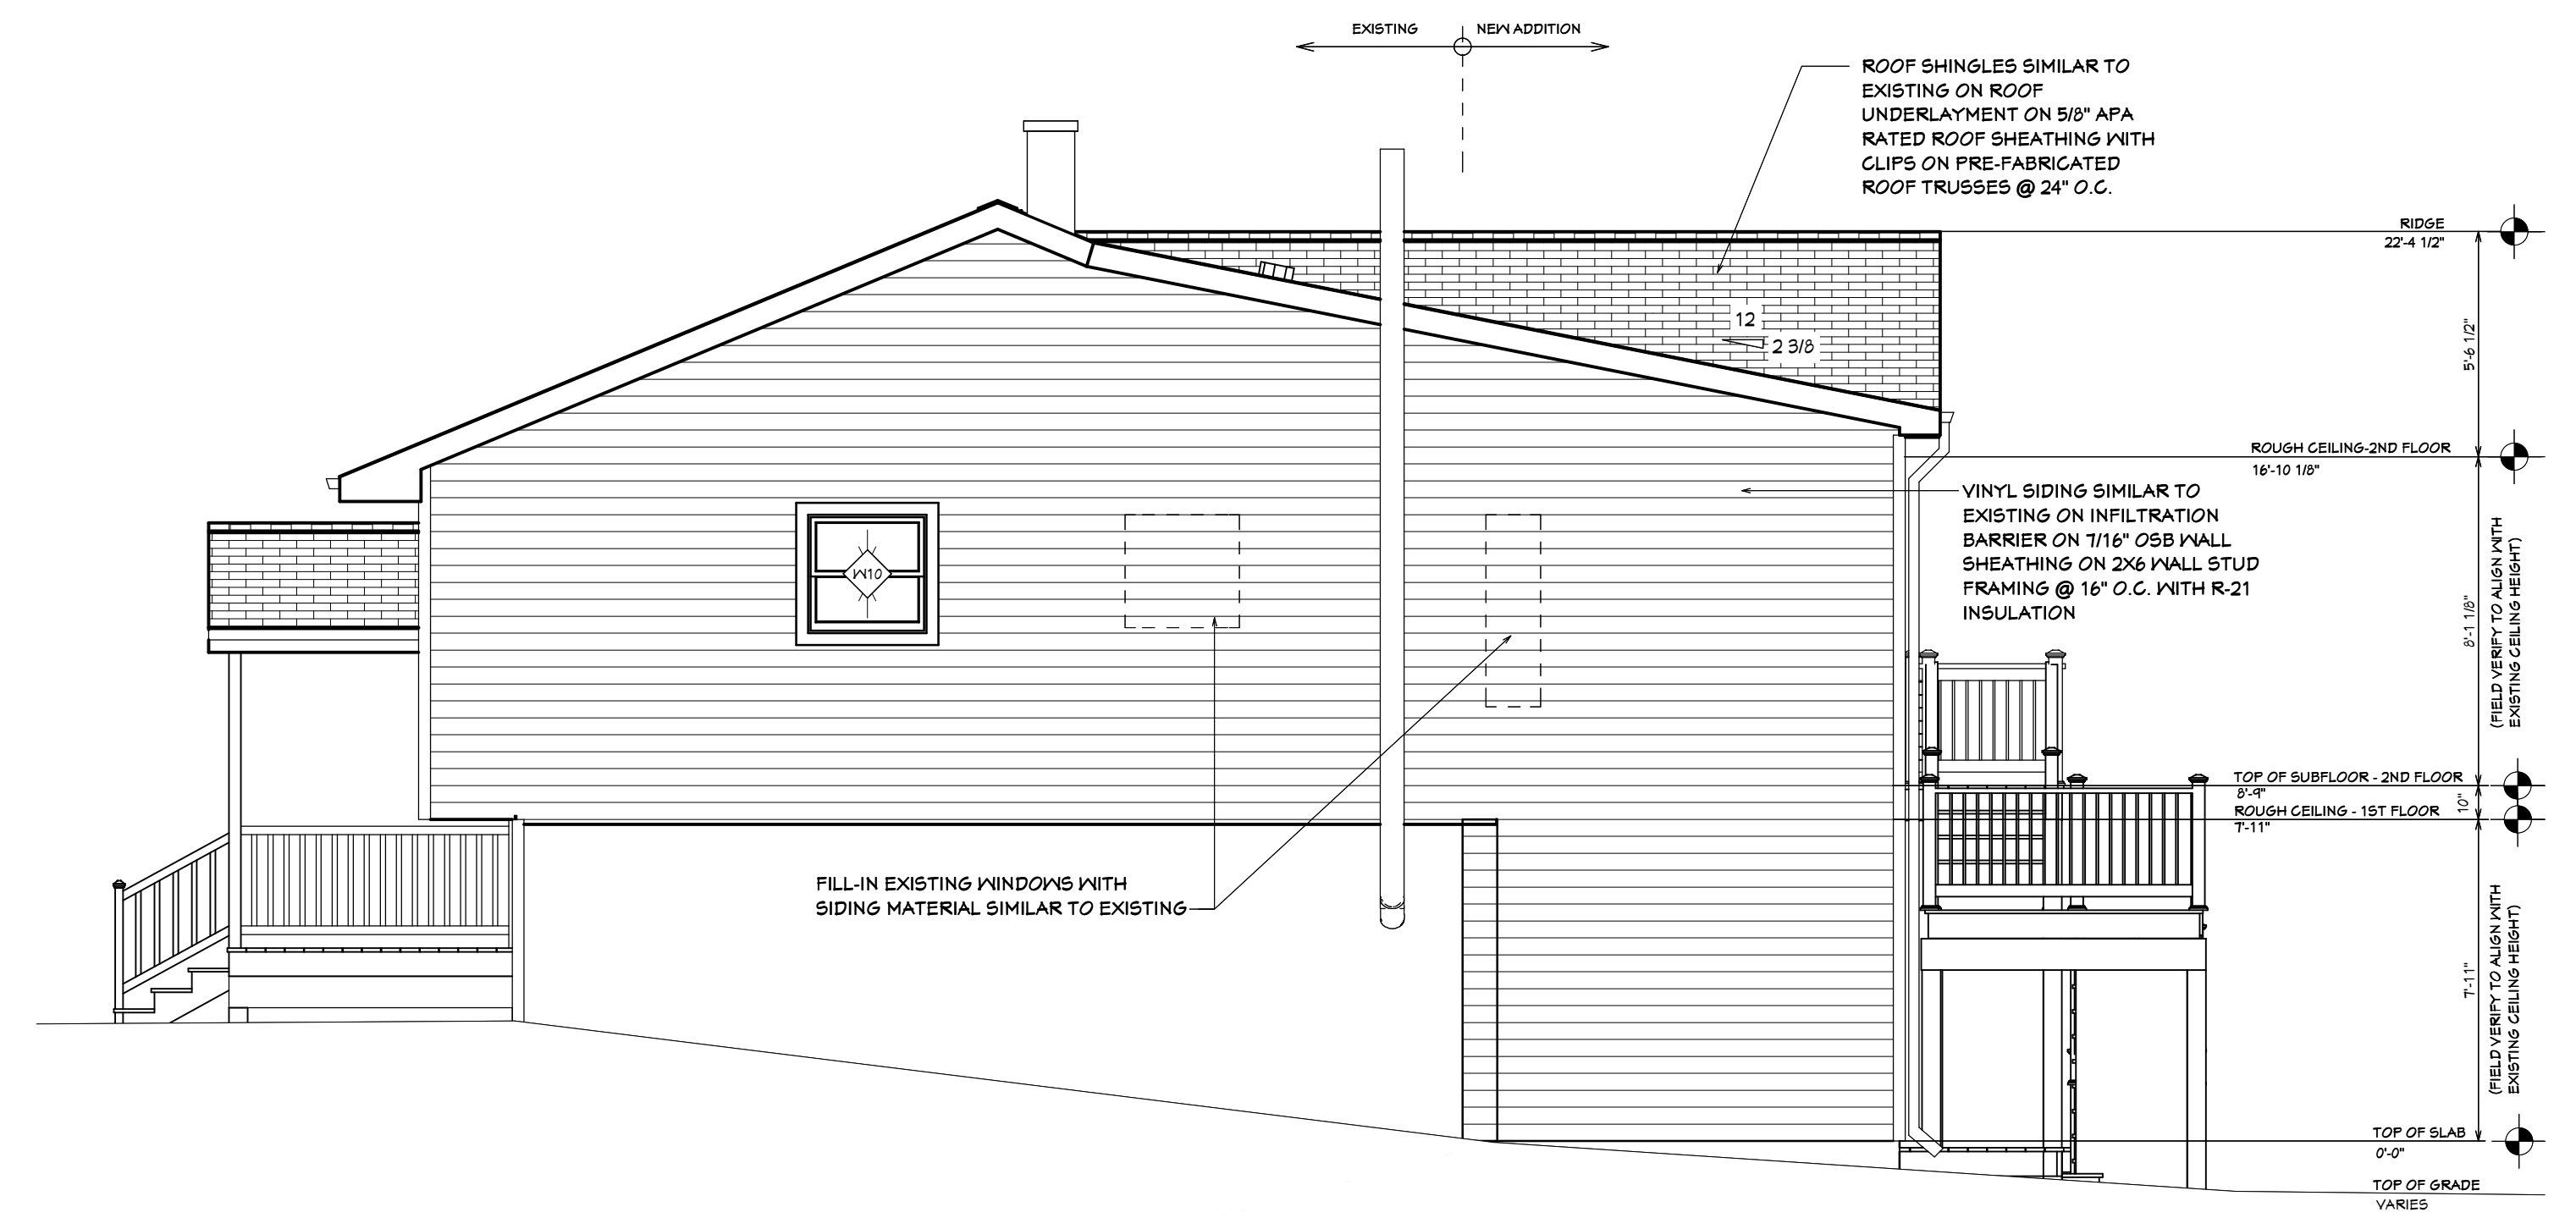 EXISTING
NEW ADDITION
ROOF SHINGLES SIMILAR TO
EXISTING ON ROOF
UNDERLAYMENT ON 5/8" APA
RATED ROOF SHEATHING WITH
CLIPS ON PRE-FABRICATED
ROOF TRUSSES @ 24" O.C.
RIDGE
22'-4 1/2"
12
2 3/8
5'-6 1/2"
ROUGH CEILING-2ND FLOOR
16'-10 1/8"
VINYL SIDING SIMILAR TO
EXISTING ON INFILTRATION
BARRIER ON 7/16" OSB WALL
SHEATHING ON 2X6 WALL STUD
FRAMING @ 16" O.C. WITH R-21
INSULATION
W10
8'-1 1/8"
(FIELD VERIFY TO ALIGN WITH
EXISTING CEILING HEIGHT)
TOP OF SUBFLOOR - 2ND FLOOR
8'-9"
10"
ROUGH CEILING - 1ST FLOOR
7'-11"
FILL-IN EXISTING WINDOWS WITH
SIDING MATERIAL SIMILAR TO EXISTING
7'-11"
(FIELD VERIFY TO ALIGN WITH
EXISTING CEILING HEIGHT)
TOP OF SLAB
0'-0"
TOP OF GRADE
VARIES